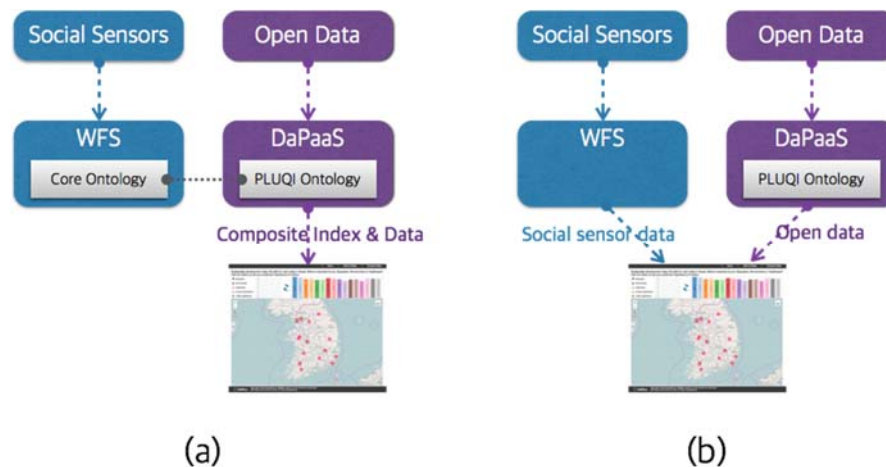 Social Sensors
Open Data
WFS
DaPaaS
Core Ontology
PLUQI Ontology
Composite Index & Data
(a)
Social Sensors
Open Data
WFS
DaPaaS
PLUQI Ontology
Social sensor data
Open data
(b)